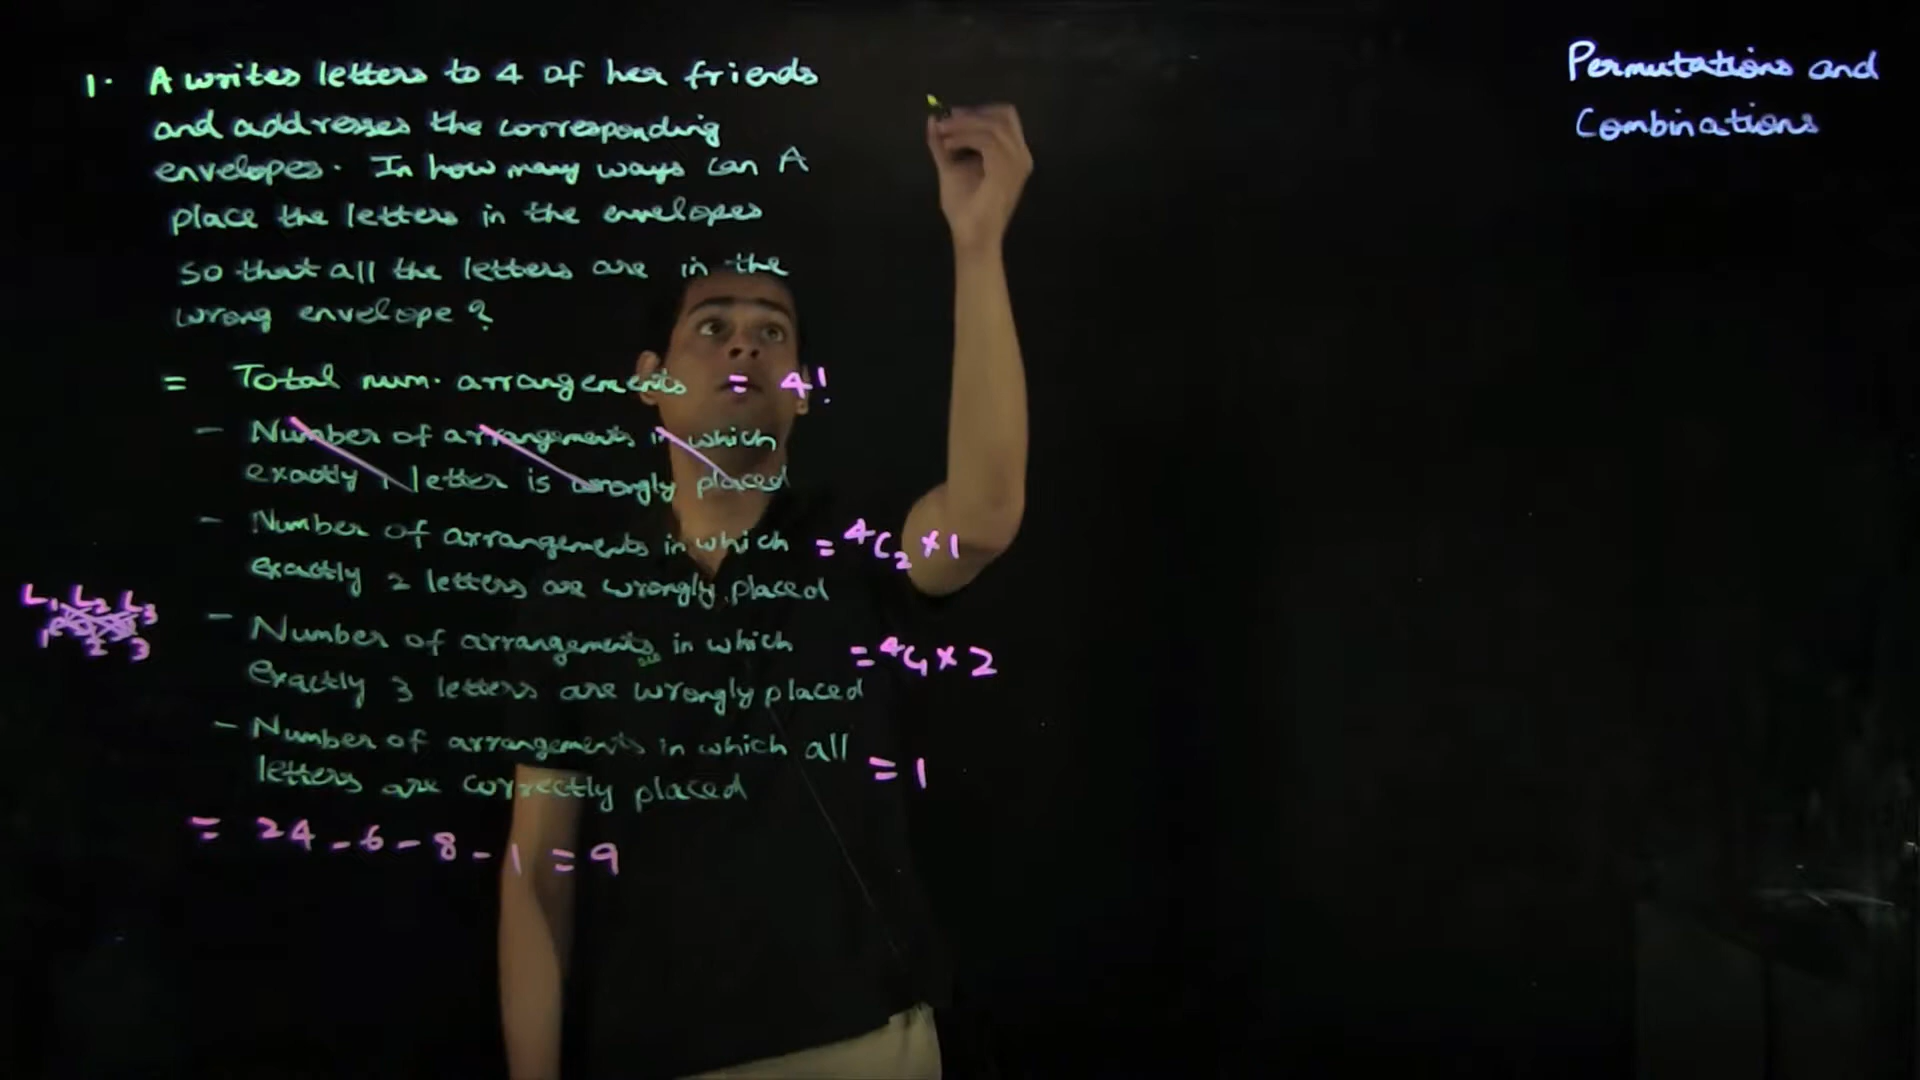 Permutations and
Combinations
1. A writes letters to 4 of her friends
and addresses the corresponding
envelopes. In how many ways can A
place the letters in the envelopes
so that all the letters are in the
wrong envelope?
= Total num. arrangements = 4!
- Number of arrangements in which
exactly 1 letter is wrongly placed
- Number of arrangements in which = ⁴C₂ × 1
exactly 2 letters are wrongly placed
L₁ L₂ L₃
1 2 3
- Number of arrangements in which = ⁴C₁ × 2
exactly 3 letters are wrongly placed
- Number of arrangements in which all = 1
letters are correctly placed
= 24 - 6 - 8 - 1 = 9